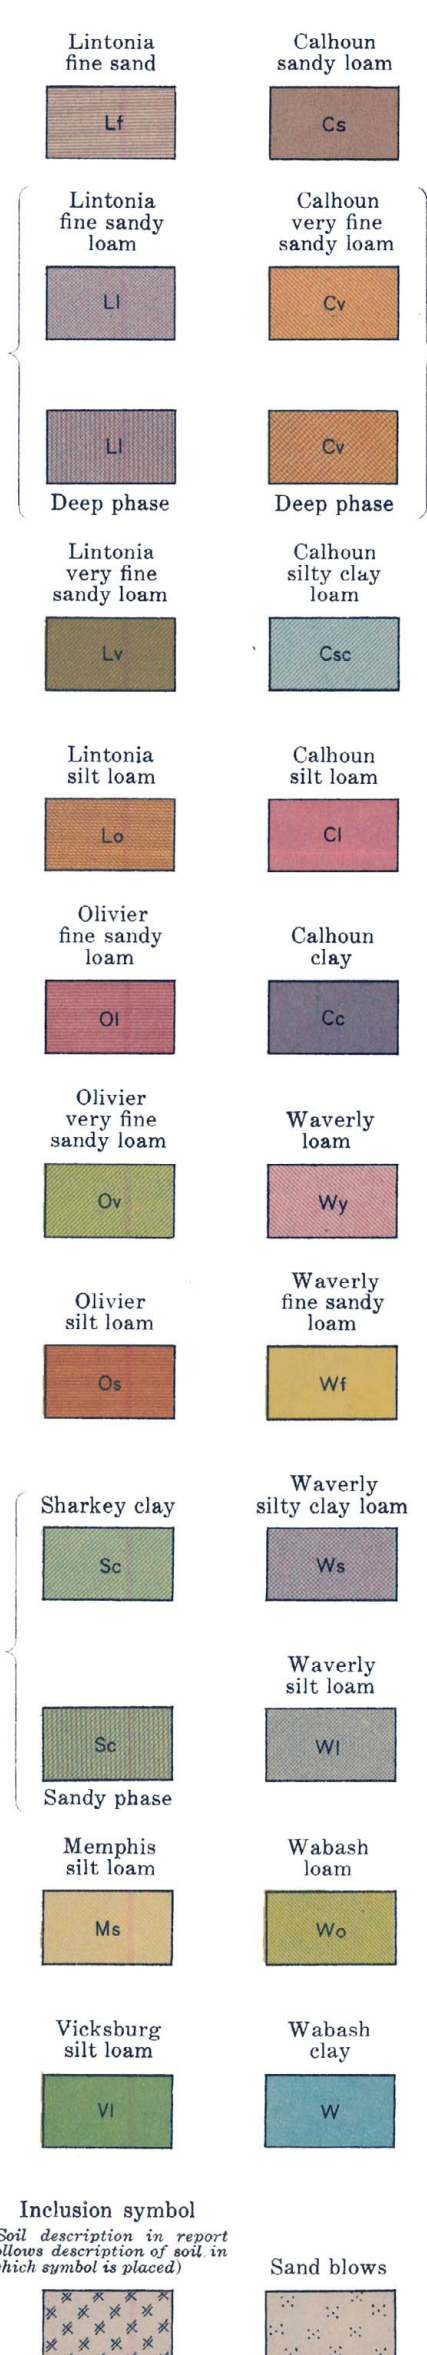 Lintonia
fine sand
Lf
Calhoun
sandy loam
Cs
Lintonia
fine sandy
loam
Ll
Calhoun
very fine
sandy loam
Cv
Ll
Deep phase
Cv
Deep phase
Lintonia
very fine
sandy loam
Lv
Calhoun
silty clay
loam
Csc
Lintonia
silt loam
Lo
Calhoun
silt loam
Cl
Olivier
fine sandy
loam
Ol
Calhoun
clay
Cc
Olivier
very fine
sandy loam
Ov
Waverly
loam
Wy
Olivier
silt loam
Os
Waverly
fine sandy
loam
Wf
Sharkey clay
Sc
Waverly
silty clay loam
Ws
Sc
Sandy phase
Waverly
silt loam
Wl
Memphis
silt loam
Ms
Wabash
loam
Wo
Vicksburg
silt loam
Vl
Wabash
clay
W
Inclusion symbol
Soil description in report
ollows description of soil in
hich symbol is placed)
Sand blows